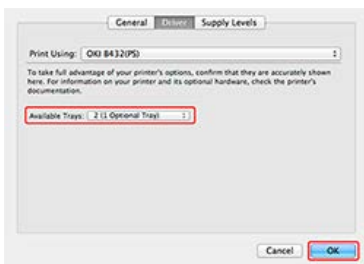 General Driver Supply Levels
Print Using: OKI B432(PS)
To take full advantage of your printer's options, confirm that they are accurately shown
here. For information on your printer and its optional hardware, check the printer's
documentation.
Available Trays: 2 (1 Optional Tray)
Cancel OK